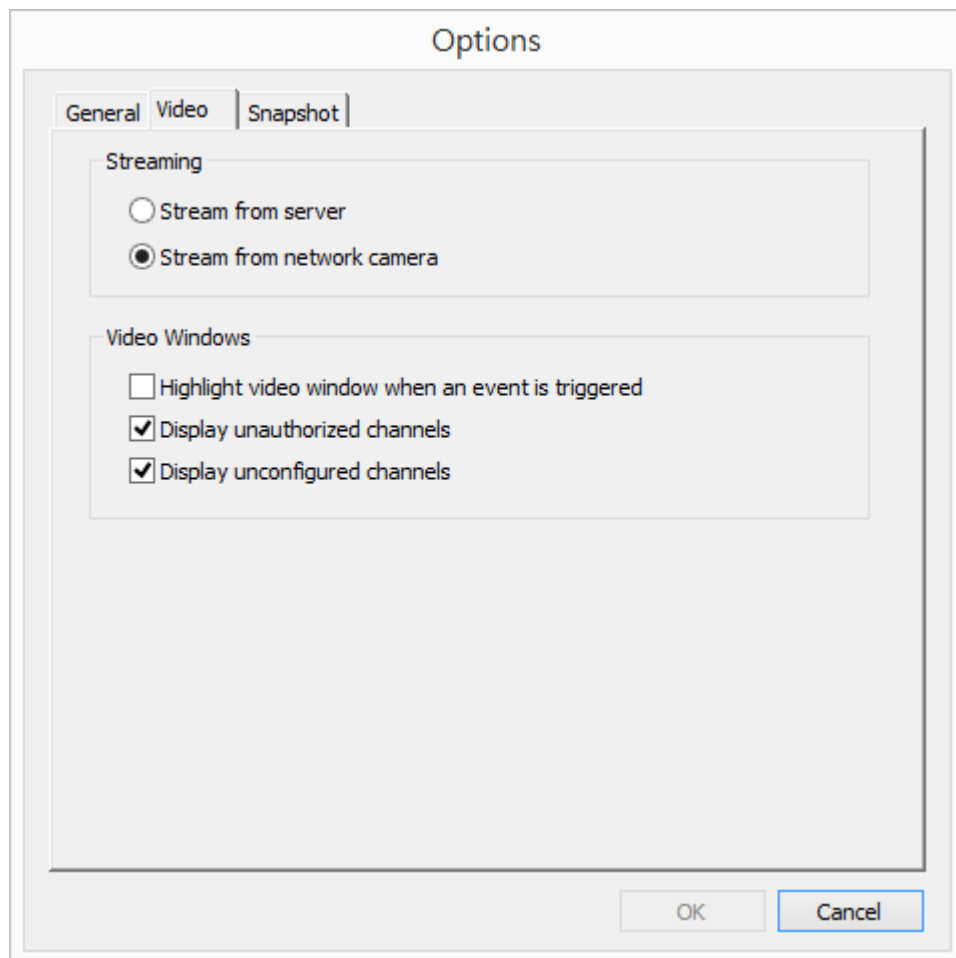 Options
General Video Snapshot
Streaming
Stream from server
Stream from network camera
Video Windows
Highlight video window when an event is triggered
Display unauthorized channels
Display unconfigured channels
OK Cancel